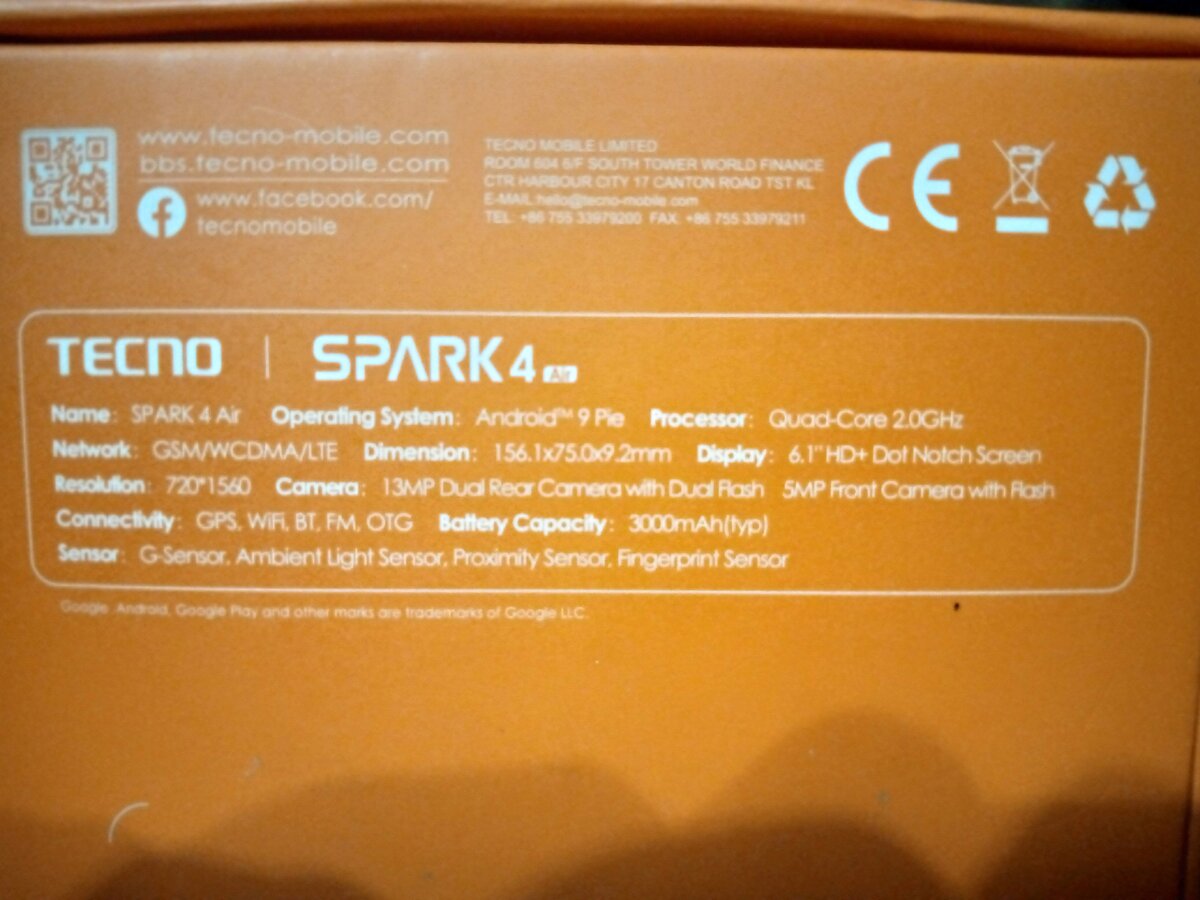 www.tecno-mobile.com
bbs.tecno-mobile.com
www.facebook.com/
tecnomobile
TECNO MOBILE LIMITED
ROOM 604 6/F SOUTH TOWER WORLD FINANCE
CTR HARBOUR CITY 17 CANTON ROAD TST KL
E-MAIL hello@tecno-mobile.com
TEL: +86 755 33979200 FAX: +86 755 33979211
CE
TECNO | SPARK 4 Air
Name: SPARK 4 Air Operating System: Android™ 9 Pie Processor: Quad-Core 2.0GHz
Network: GSM/WCDMA/LTE Dimension: 156.1x75.0x9.2mm Display: 6.1" HD+ Dot Notch Screen
Resolution: 720*1560 Camera: 13MP Dual Rear Camera with Dual Flash 5MP Front Camera with Flash
Connectivity: GPS, WiFi, BT, FM, OTG Battery Capacity: 3000mAh(typ)
Sensor: G-Sensor, Ambient Light Sensor, Proximity Sensor, Fingerprint Sensor
Google, Android, Google Play and other marks are trademarks of Google LLC.